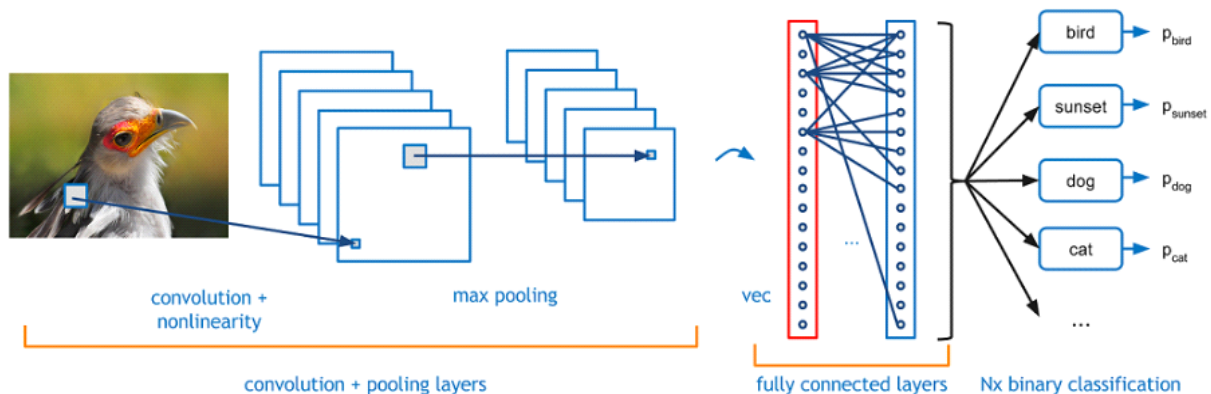 bird
p_bird
sunset
p_sunset
dog
p_dog
cat
p_cat
...
...
convolution +
nonlinearity
max pooling
vec
convolution + pooling layers
fully connected layers
Nx binary classification